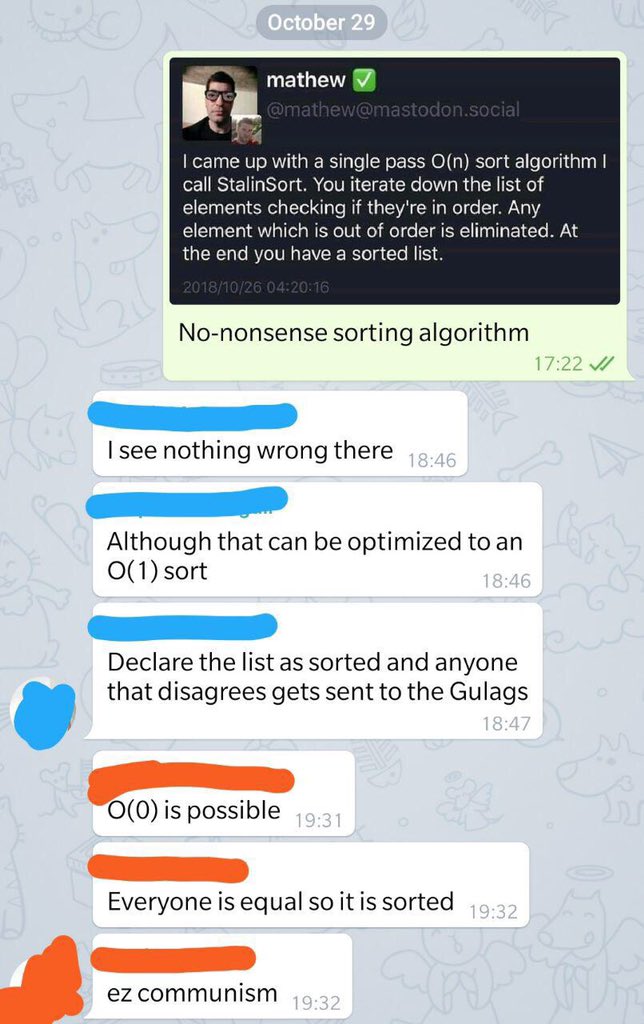 October 29
mathew ✅
@mathew@mastodon.social
I came up with a single pass O(n) sort algorithm I
call StalinSort. You iterate down the list of
elements checking if they're in order. Any
element which is out of order is eliminated. At
the end you have a sorted list.
2018/10/26 04:20:16
No-nonsense sorting algorithm
17:22
I see nothing wrong there
18:46
Although that can be optimized to an
O(1) sort
18:46
Declare the list as sorted and anyone
that disagrees gets sent to the Gulags
18:47
O(0) is possible
19:31
Everyone is equal so it is sorted
19:32
ez communism
19:32